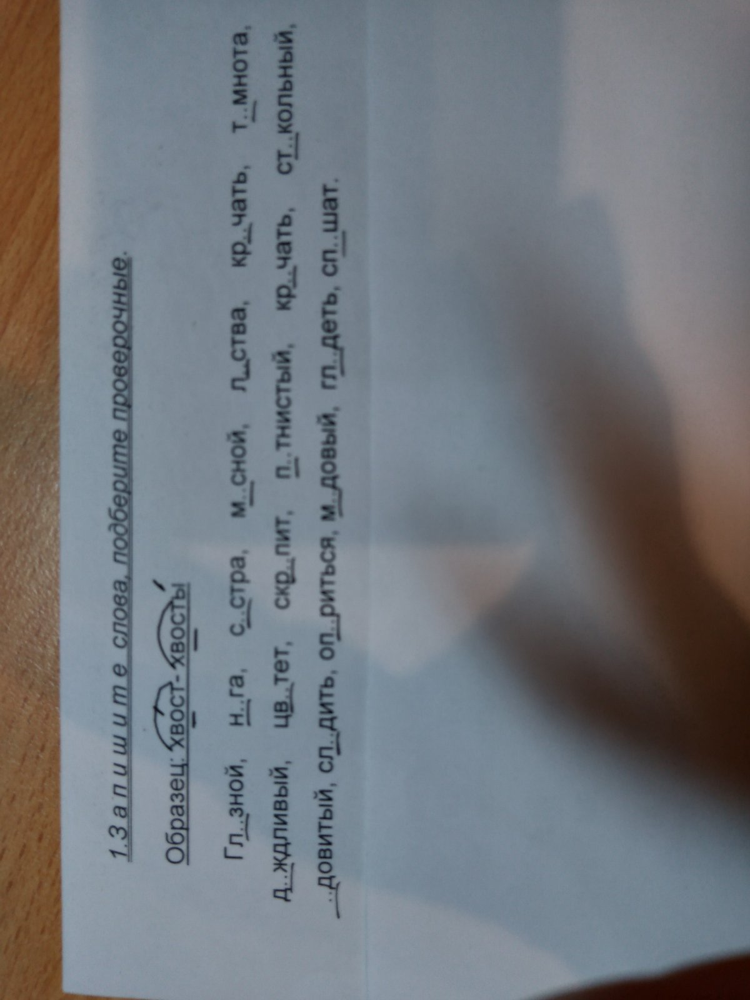 1.З а п и ш и т е слова, подберите проверочные.
Образец: хвост- хвосты
Гл..зной, н..га, с..стра, м..сной, л..ства, кр..чать, т..мнота,
д..ждливый, цв..тет, скр..пит, п..тнистый, кр..чать, ст..кольный,
..довитый, сл..дить, оп..риться, м..довый, гл..деть, сп..шат.